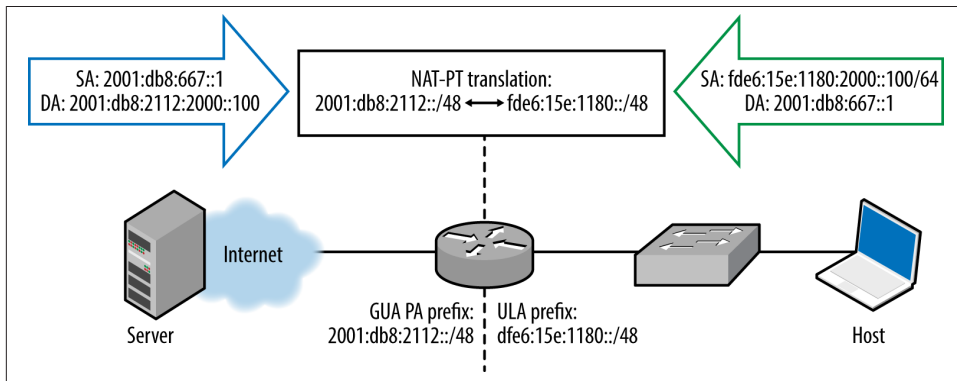 SA: 2001:db8:667::1
DA: 2001:db8:2112:2000::100
NAT-PT translation:
2001:db8:2112::/48 ⟷ fde6:15e:1180::/48
SA: fde6:15e:1180:2000::100/64
DA: 2001:db8:667::1
Internet
Server
GUA PA prefix:
2001:db8:2112::/48
ULA prefix:
dfe6:15e:1180::/48
Host